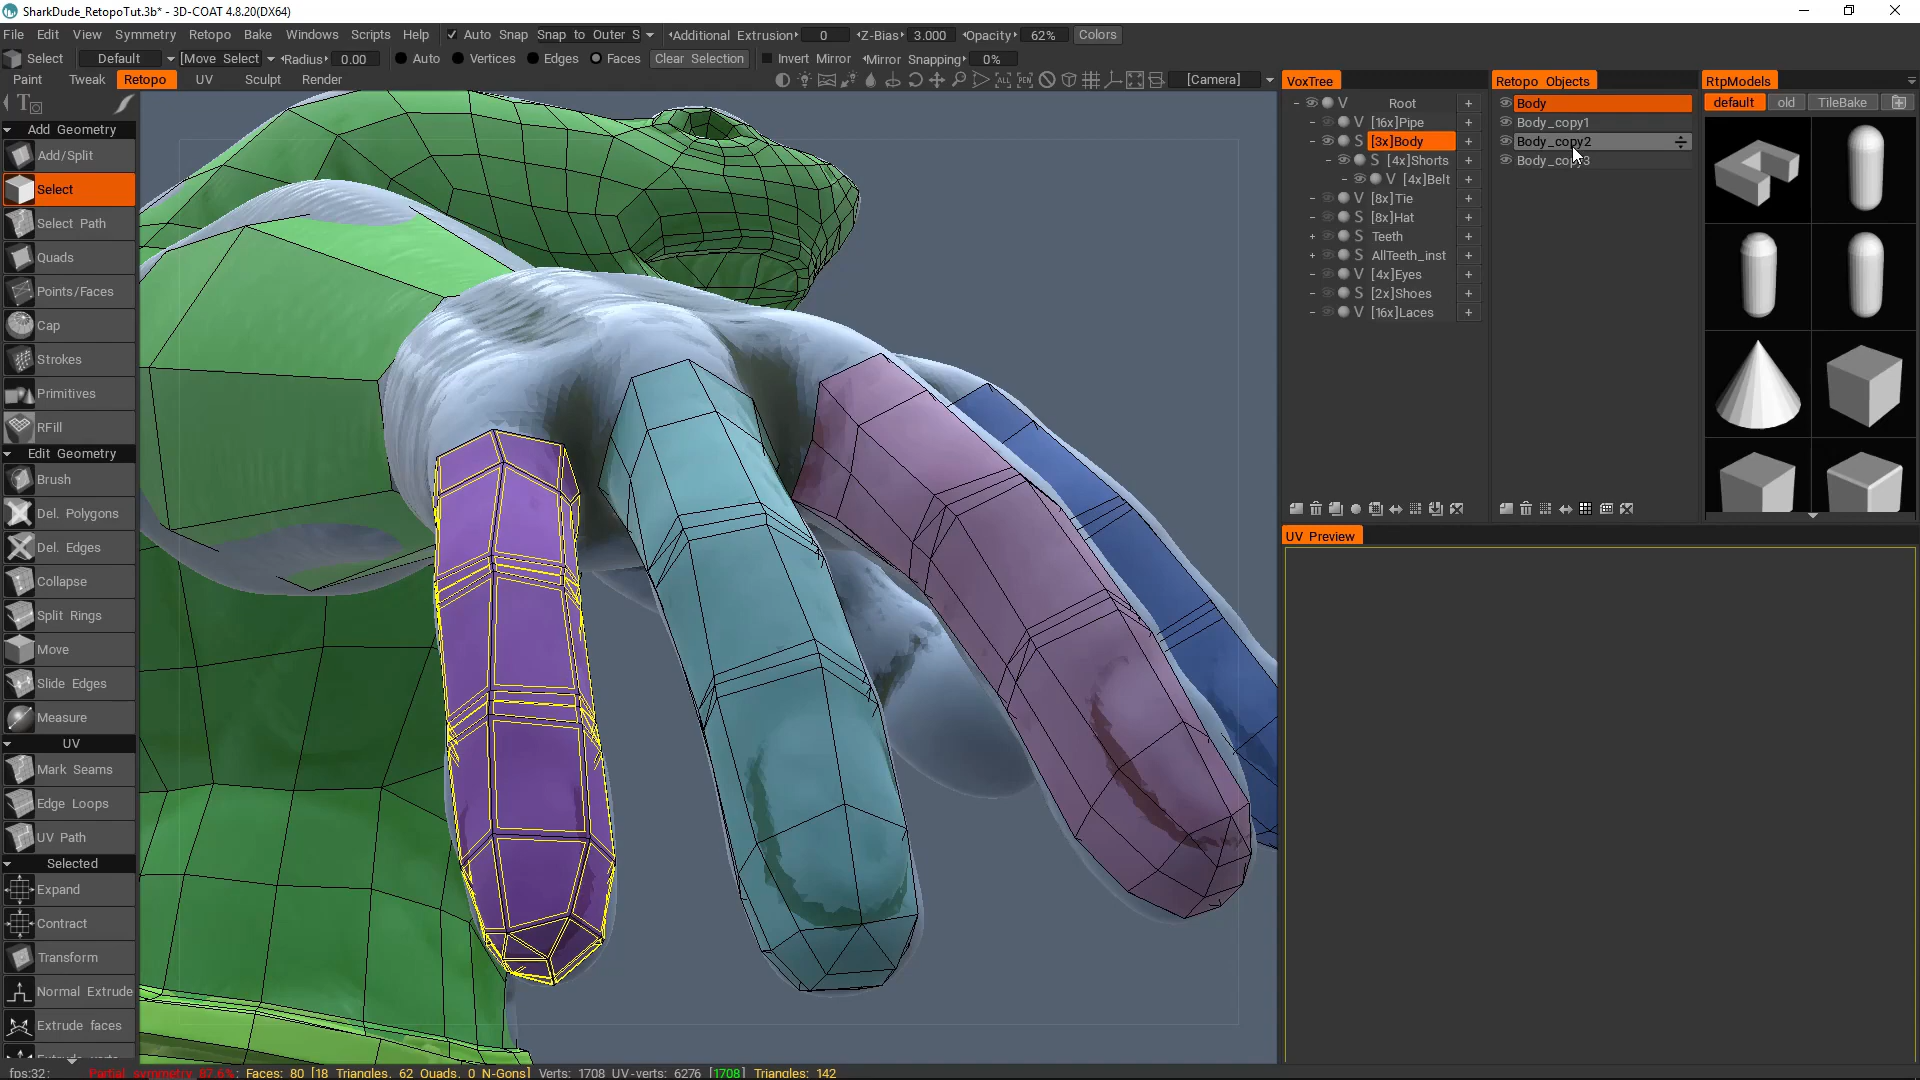 SharkDude_RetopoTut.3b* - 3D-COAT 4.8.20(DX64)
File Edit View Symmetry Retopo Bake Windows Scripts Help Auto Snap Snap to Outer S Additional Extrusion 0 Z-Bias 3.000 Opacity 62% Colors
Select Default [Move Select] Radius 0.00 Auto Vertices Edges Faces Clear Selection Invert Mirror Mirror Snapping 0%
Paint Tweak Retopo UV Sculpt Render [Camera]
Add Geometry
Add/Split
Select
Select Path
Quads
Points/Faces
Cap
Strokes
Primitives
RFill
Edit Geometry
Brush
Del. Polygons
Del. Edges
Collapse
Split Rings
Move
Slide Edges
Measure
UV
Mark Seams
Edge Loops
UV Path
Selected
Expand
Contract
Transform
Normal Extrude
Extrude faces
VoxTree
V Root +
V [16x]Pipe +
S [3x]Body +
S [4x]Shorts +
V [4x]Belt +
S [8x]Tie +
S [8x]Hat +
S Teeth +
S AllTeeth_inst +
V [4x]Eyes +
S [2x]Shoes +
V [16x]Laces +
Retopo Objects
Body
Body_copy1
Body_copy2
RtpModels
default old TileBake
UV Preview
fps:32; Partial symmetry 87.6%; Faces: 80 [18 Triangles, 62 Quads, 0 N-Gons] Verts: 1708 UV-verts: 6276 [1708] Triangles: 142